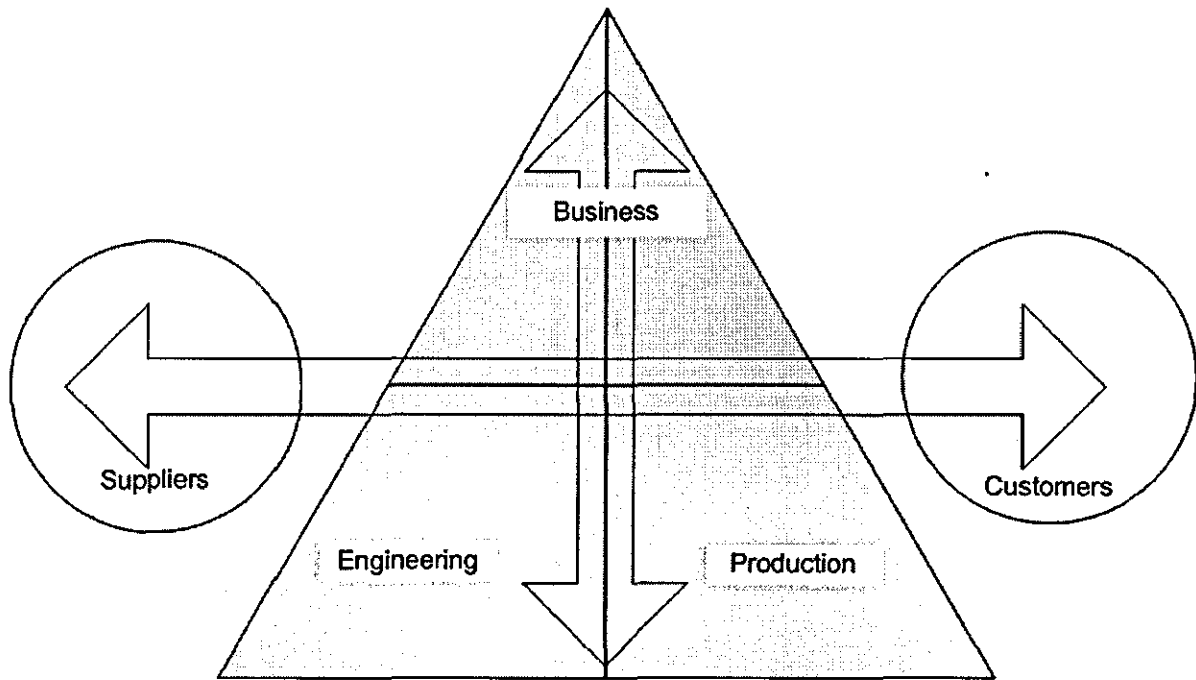 Business
Suppliers
Customers
Engineering
Production